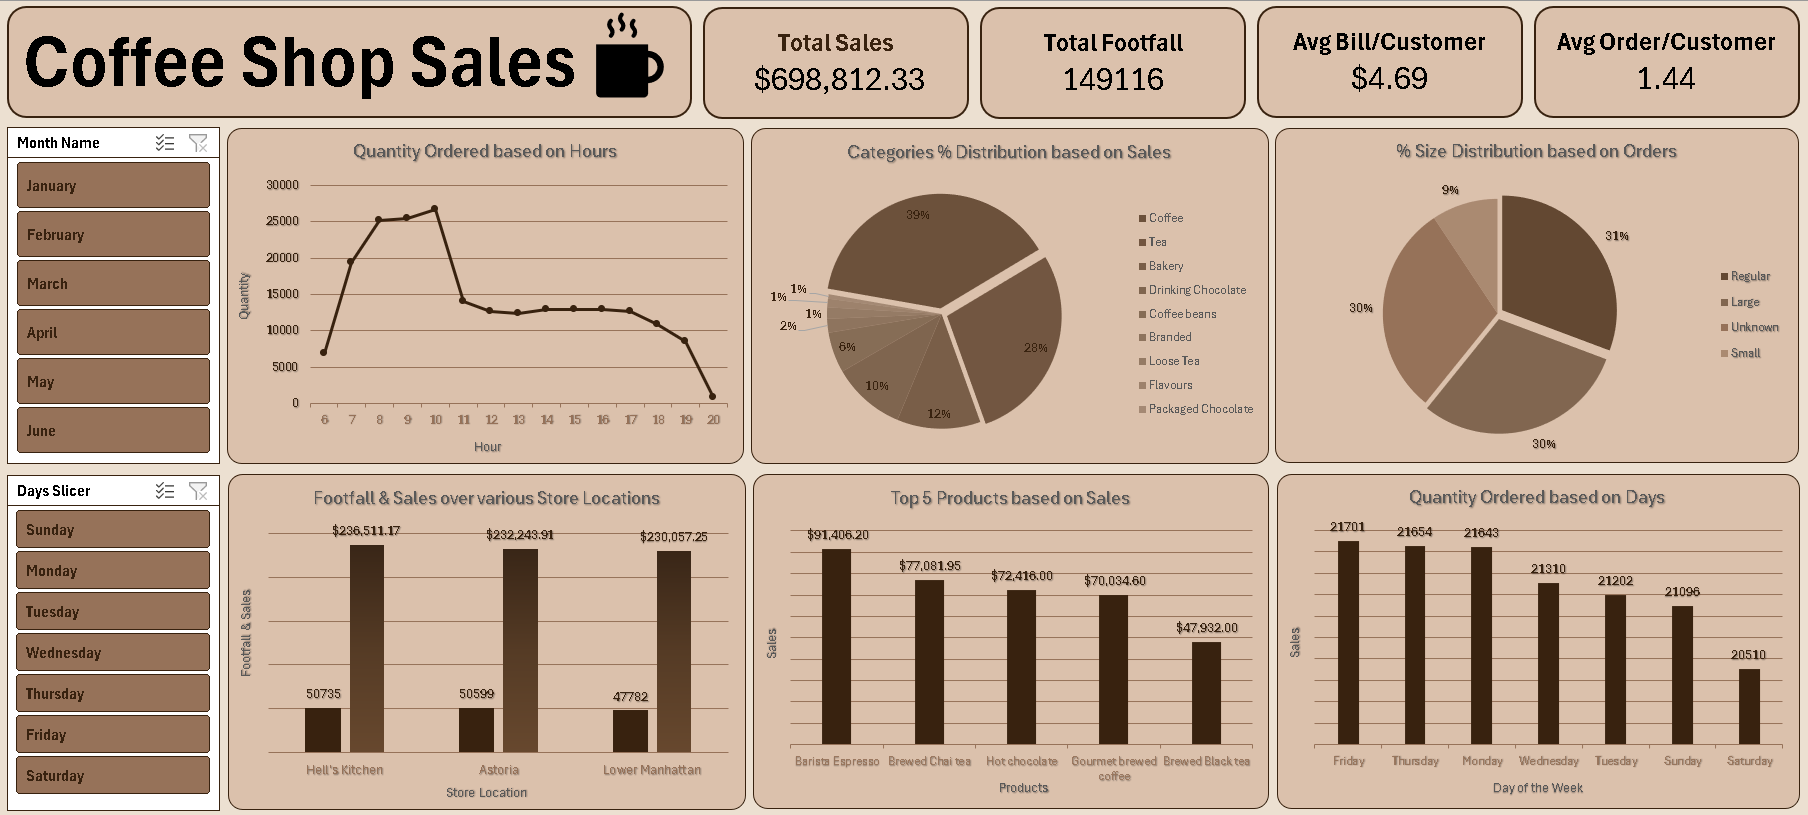 Coffee Shop Sales
Total Sales
$698,812.33
Total Footfall
149116
Avg Bill/Customer
$4.69
Avg Order/Customer
1.44
Month Name
January
February
March
April
May
June
Quantity Ordered based on Hours
Quantity
30000
25000
20000
15000
10000
5000
0
6 7 8 9 10 11 12 13 14 15 16 17 18 19 20
Hour
Categories % Distribution based on Sales
39%
28%
12%
10%
6%
2%
1%
1%
1%
Coffee
Tea
Bakery
Drinking Chocolate
Coffee beans
Branded
Loose Tea
Flavours
Packaged Chocolate
% Size Distribution based on Orders
9%
31%
30%
30%
Regular
Large
Unknown
Small
Days Slicer
Sunday
Monday
Tuesday
Wednesday
Thursday
Friday
Saturday
Footfall & Sales over various Store Locations
Footfall & Sales
$236,511.17 $232,243.91 $230,057.25
50735 50599 47782
Hell's Kitchen Astoria Lower Manhattan
Store Location
Top 5 Products based on Sales
Sales
$91,406.20
$77,081.95
$72,416.00
$70,034.60
$47,932.00
Barista Espresso Brewed Chai tea Hot chocolate Gourmet brewed coffee Brewed Black tea
Products
Quantity Ordered based on Days
Sales
21701 21654 21643 21310 21202 21096 20510
Friday Thursday Monday Wednesday Tuesday Sunday Saturday
Day of the Week